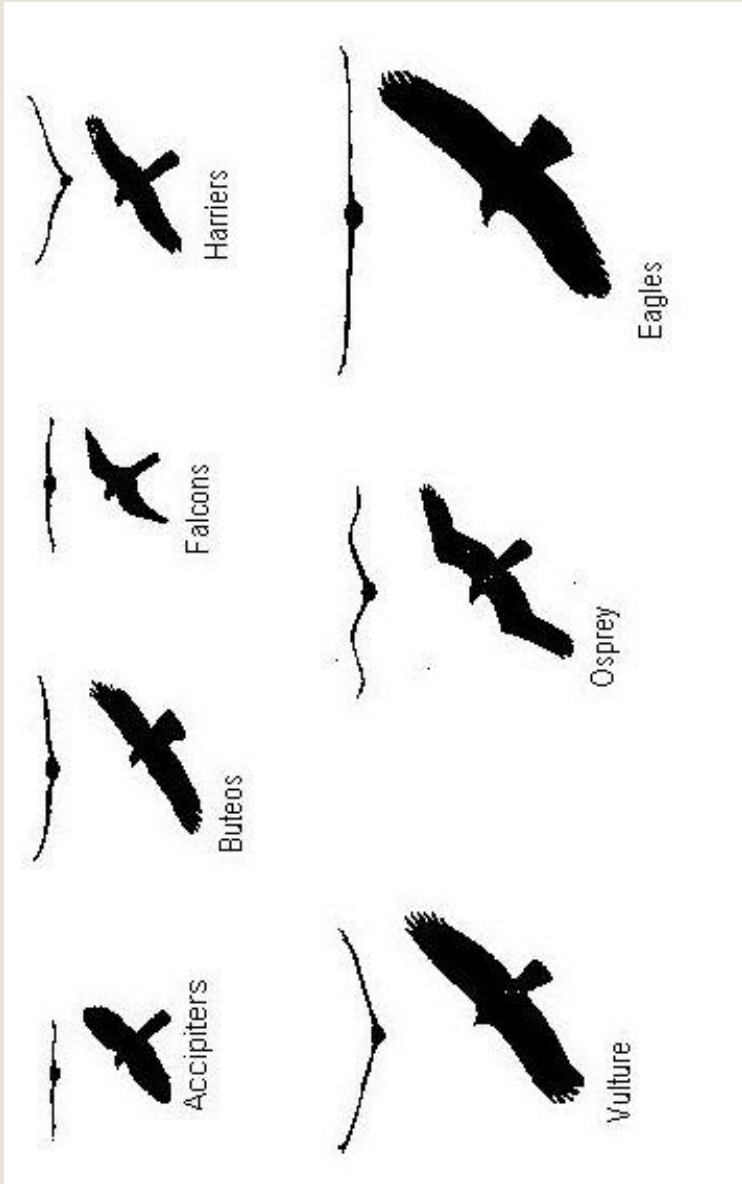 Accipiters
Buteos
Falcons
Harriers
Vulture
Osprey
Eagles